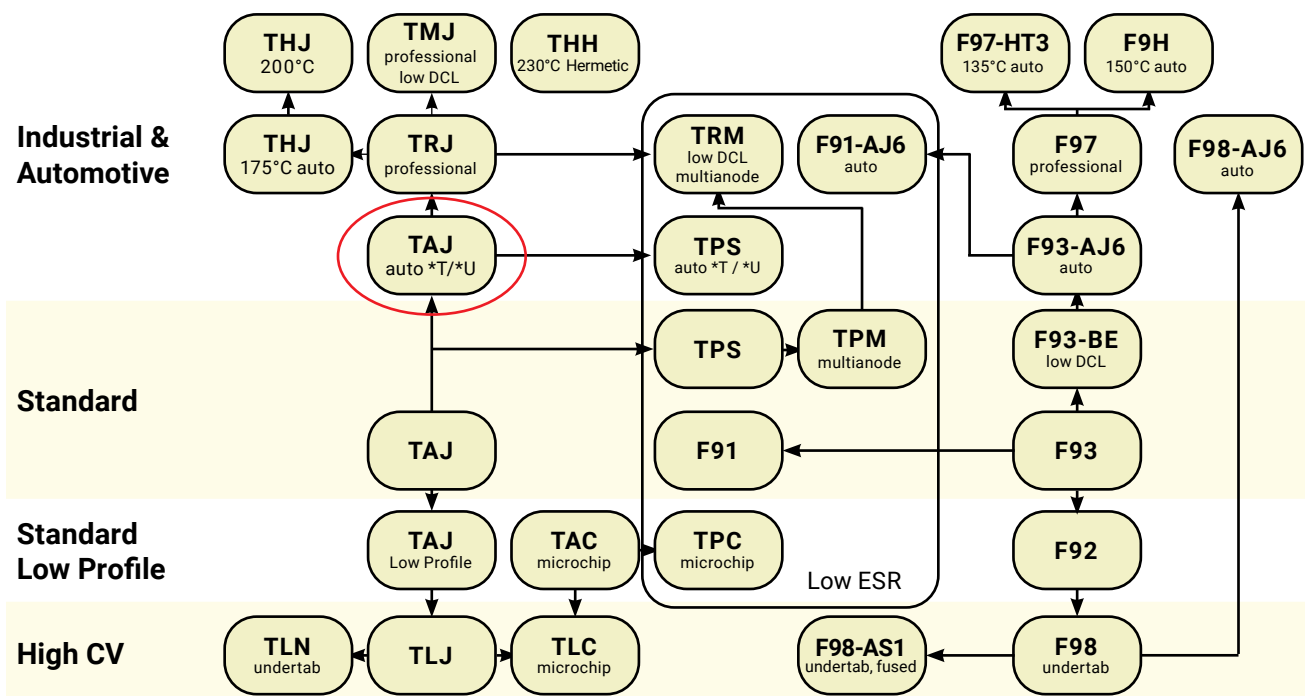 THJ
200°C
TMJ
professional
low DCL
THH
230°C Hermetic
F97-HT3
135°C auto
F9H
150°C auto
Industrial &
Automotive
THJ
175°C auto
TRJ
professional
TRM
low DCL
multianode
F91-AJ6
auto
F97
professional
F98-AJ6
auto
TAJ
auto *T/*U
TPS
auto *T / *U
F93-AJ6
auto
Standard
TPS
TPM
multianode
F93-BE
low DCL
TAJ
F91
F93
Standard
Low Profile
TAJ
Low Profile
TAC
microchip
TPC
microchip
Low ESR
F92
High CV
TLN
undertab
TLJ
TLC
microchip
F98-AS1
undertab, fused
F98
undertab